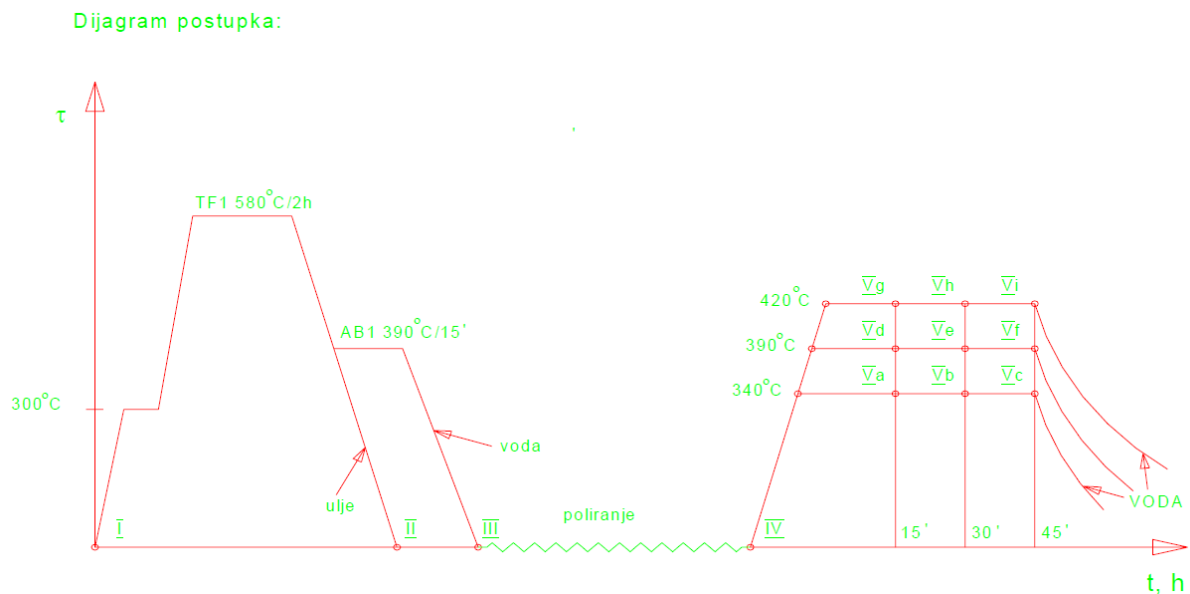 Dijagram postupka:
τ
TF1 580°C/2h
AB1 390°C/15'
300°C
voda
ulje
I
II
III
poliranje
IV
420°C
390°C
340°C
Vg
Vh
Vi
Vd
Ve
Vf
Va
Vb
Vc
VODA
15'
30'
45'
t, h